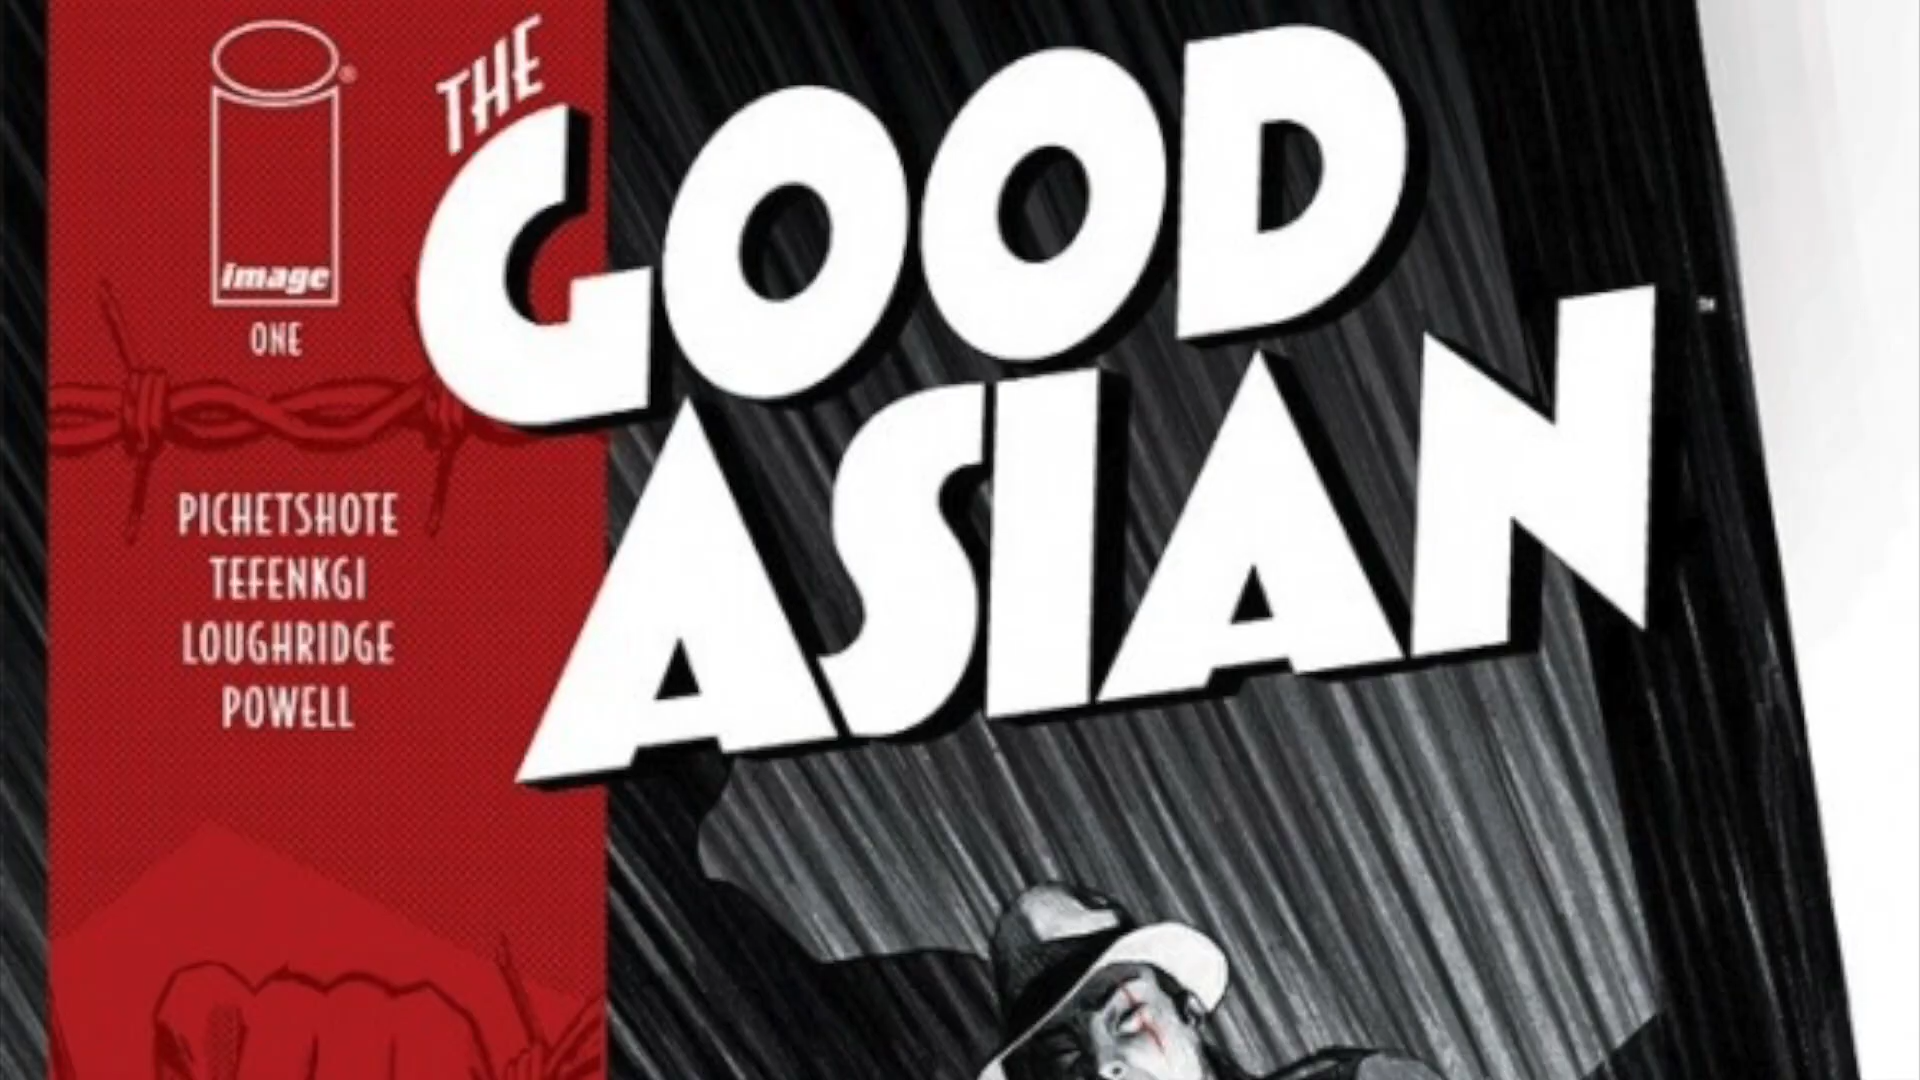 image
ONE
PICHETSHOTE
TEFENKGI
LOUGHRIDGE
POWELL
THE
GOOD
ASIAN